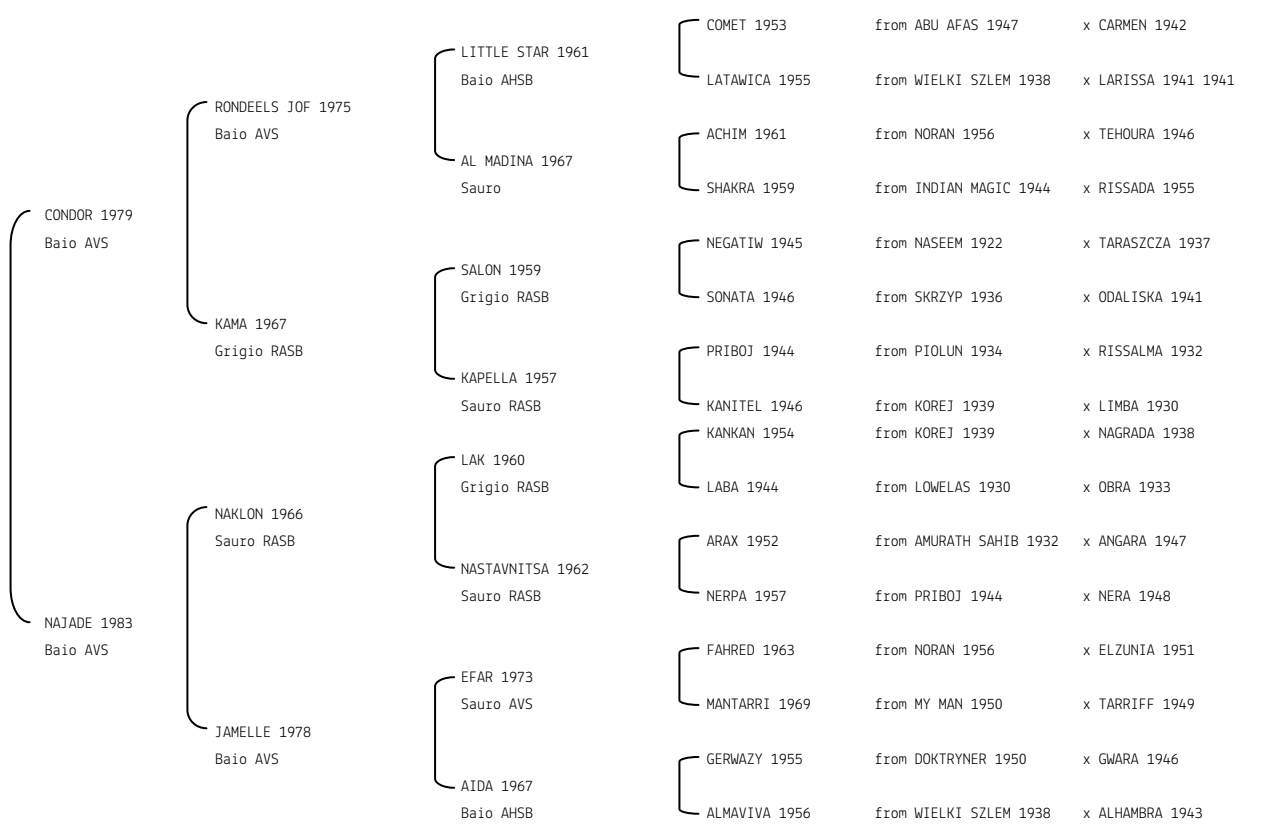 COMET 1953 from ABU AFAS 1947 x CARMEN 1942
LITTLE STAR 1961
Baio AHSB
LATAWICA 1955 from WIELKI SZLEM 1938 x LARISSA 1941 1941
RONDEELS JOF 1975
Baio AVS
ACHIM 1961 from NORAN 1956 x TEHOURA 1946
AL MADINA 1967
Sauro
SHAKRA 1959 from INDIAN MAGIC 1944 x RISSADA 1955
CONDOR 1979
Baio AVS
NEGATIW 1945 from NASEEM 1922 x TARASZCZA 1937
SALON 1959
Grigio RASB
SONATA 1946 from SKRZYP 1936 x ODALISKA 1941
KAMA 1967
Grigio RASB
PRIBOJ 1944 from PIOLUN 1934 x RISSALMA 1932
KAPELLA 1957
Sauro RASB
KANITEL 1946 from KOREJ 1939 x LIMBA 1930
KANKAN 1954 from KOREJ 1939 x NAGRADA 1938
LAK 1960
Grigio RASB
LABA 1944 from LOWELAS 1930 x OBRA 1933
NAKLON 1966
Sauro RASB
ARAX 1952 from AMURATH SAHIB 1932 x ANGARA 1947
NASTAVNITSA 1962
Sauro RASB
NERPA 1957 from PRIBOJ 1944 x NERA 1948
NAJADE 1983
Baio AVS
FAHRED 1963 from NORAN 1956 x ELZUNIA 1951
EFAR 1973
Sauro AVS
MANTARRI 1969 from MY MAN 1950 x TARRIFF 1949
JAMELLE 1978
Baio AVS
GERWAZY 1955 from DOKTRYNER 1950 x GWARA 1946
AIDA 1967
Baio AHSB
ALMAVIVA 1956 from WIELKI SZLEM 1938 x ALHAMBRA 1943